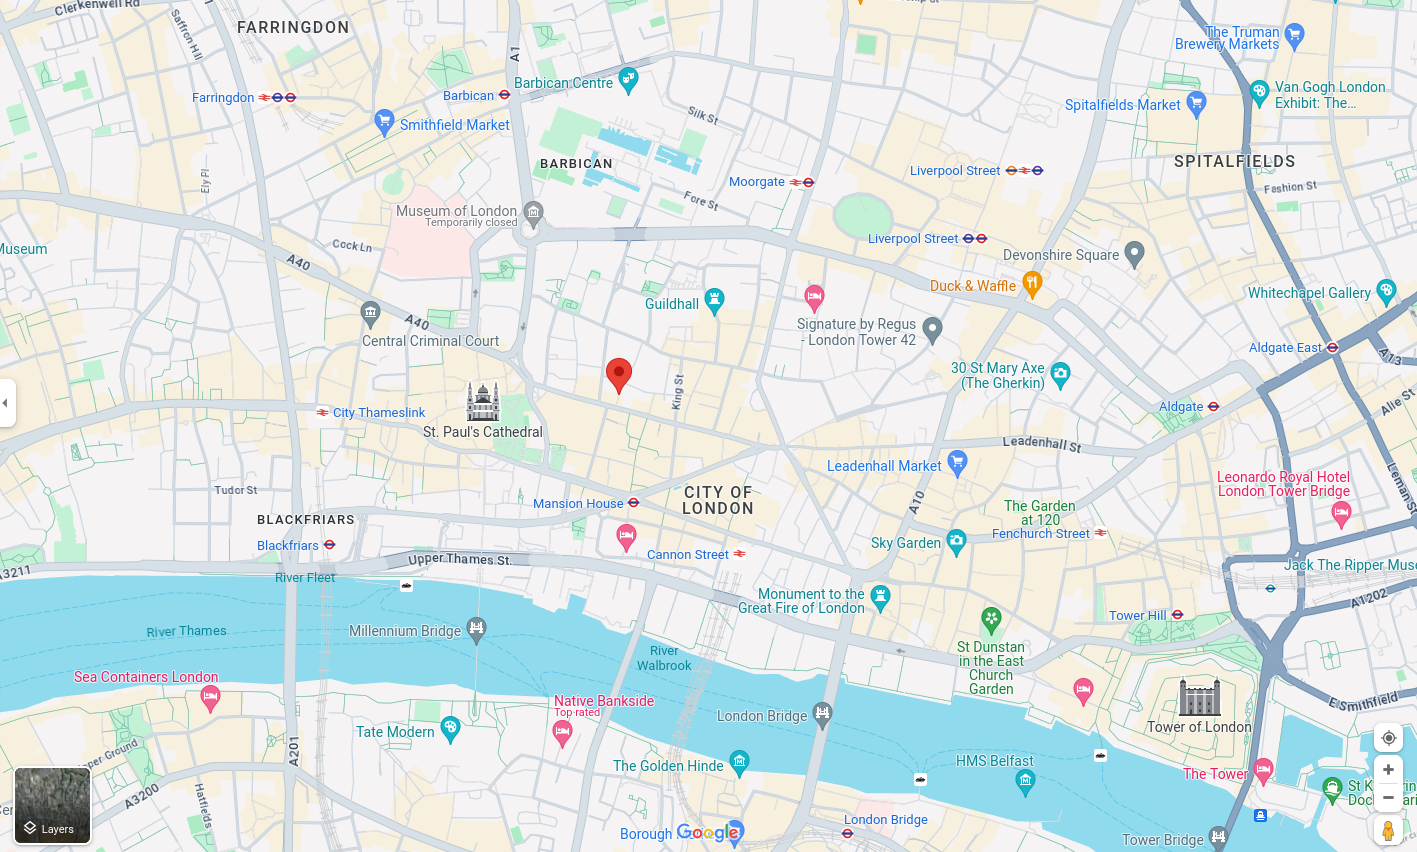 Clerkenwell Rd
FARRINGDON
Saffron Hill
A1
The Truman
Brewery Markets
Barbican Centre
Farringdon
Barbican
Smithfield Market
Silk St
Spitalfields Market
Van Gogh London
Exhibit: The...
BARBICAN
SPITALFIELDS
Ely Pl
Moorgate
Liverpool Street
Fore St
Fashion St
Museum of London
Temporarily closed
Cock Ln
Museum
Liverpool Street
Devonshire Square
A40
Duck & Waffle
Guildhall
Whitechapel Gallery
A40
Central Criminal Court
Signature by Regus
- London Tower 42
Aldgate East
A73
30 St Mary Axe
(The Gherkin)
King St
Alie St
City Thameslink
Aldgate
St. Paul's Cathedral
Leadenhall St
Leadenhall Market
Leman St
Leonardo Royal Hotel
London Tower Bridge
Tudor St
CITY OF
LONDON
Mansion House
A10
The Garden
at 120
BLACKFRIARS
Blackfriars
Sky Garden
Fenchurch Street
Upper Thames St.
Cannon Street
A3211
River Fleet
Jack The Ripper Muse
Monument to the
Great Fire of London
A1202
Tower Hill
River Thames
Millennium Bridge
River
Walbrook
St Dunstan
in the East
Church
Garden
Sea Containers London
Native Bankside
Top rated
E Smithfield
London Bridge
Tower of London
Tate Modern
A201
pper Ground
The Golden Hinde
HMS Belfast
The Tower
A3200
Hatfields
London Bridge
Borough
Google
Tower Bridge
Layers